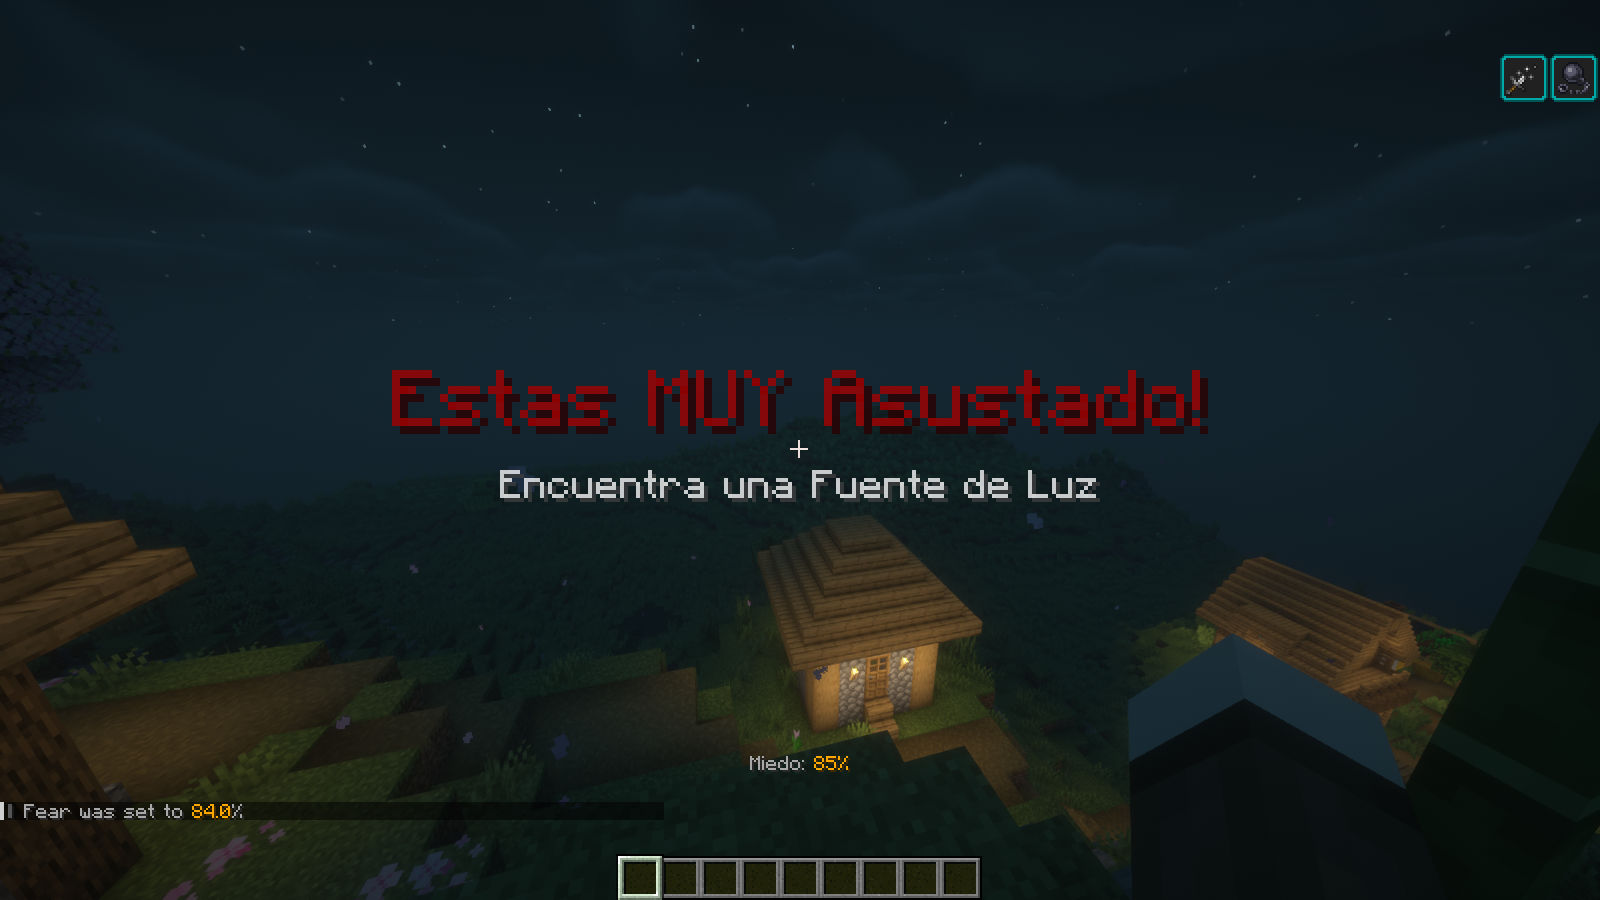 Estas MUY Asustado!
Encuentra una Fuente de Luz
Miedo: 85%
Fear was set to 84.0%